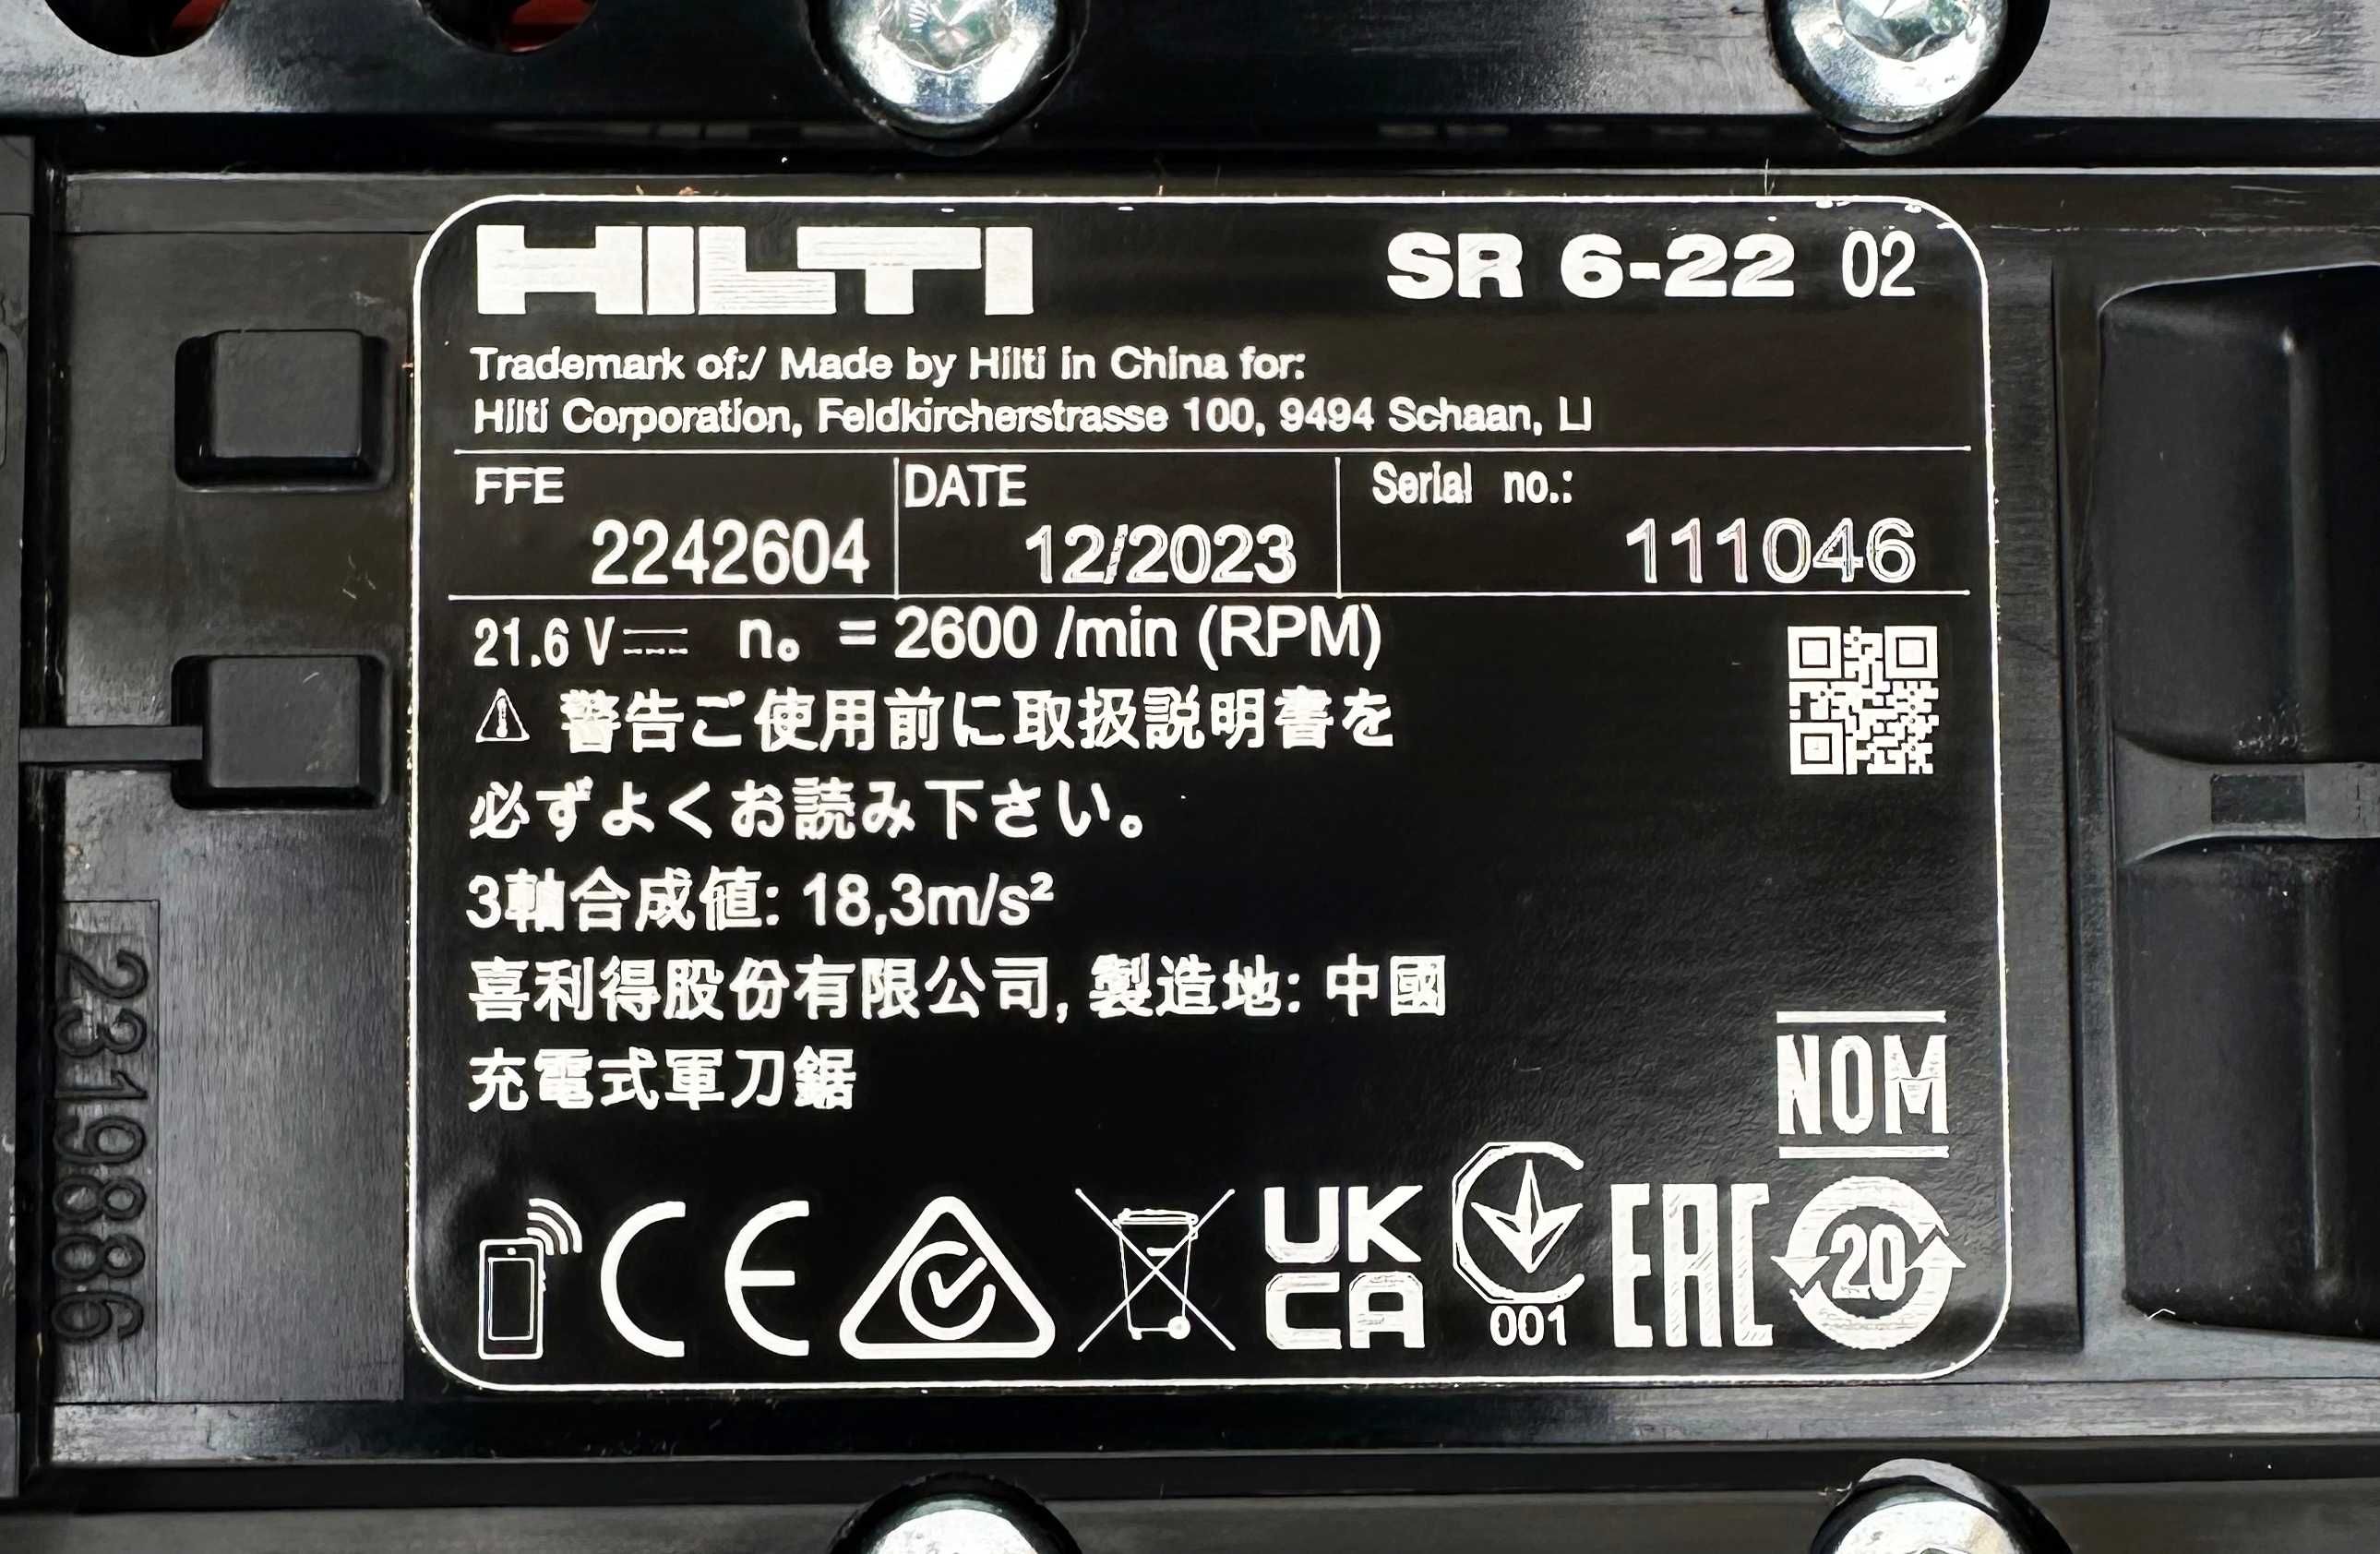 HILTI SR 6-22 02
Trademark of:/ Made by Hilti in China for:
Hilti Corporation, Feldkircherstrasse 100, 9494 Schaan, LI
FFE DATE Serial no.:
2242604 12/2023 111046
21.6 V n₀ = 2600 /min (RPM)
警告ご使用前に取扱説明書を
必ずよくお読み下さい。
3軸合成値: 18,3m/s²
喜利得股份有限公司, 製造地: 中國
充電式軍刀鋸
NOM
CE UK CA 001 EAC 20
2319886